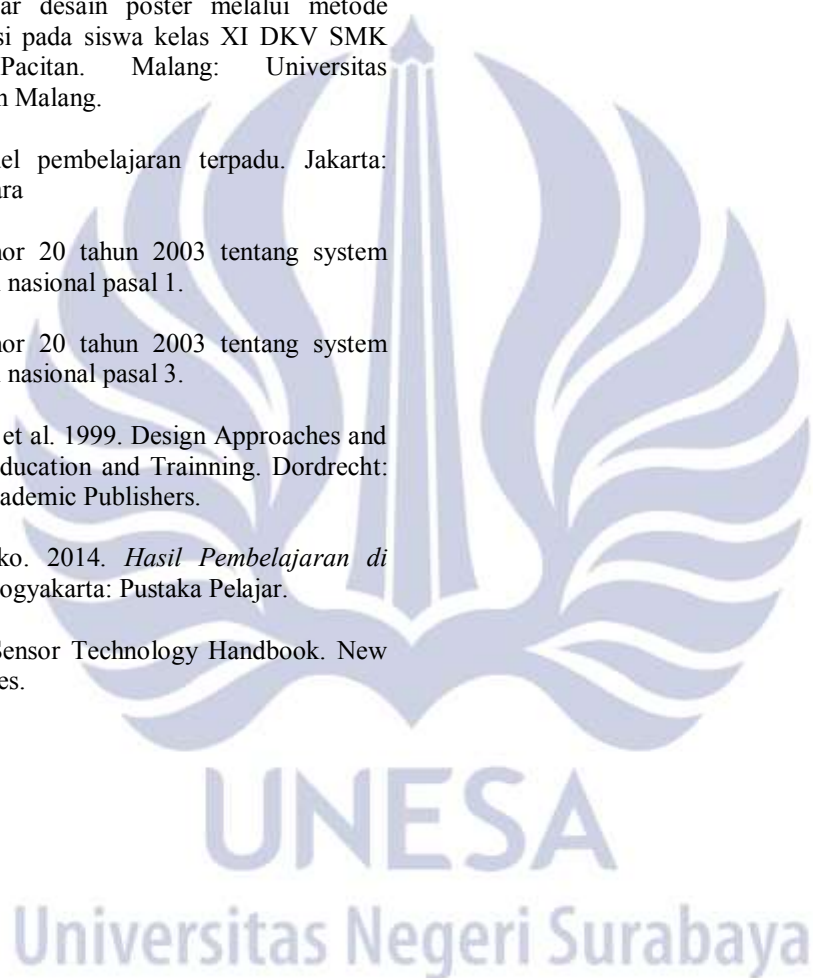 ar desain poster melalui metode
si pada siswa kelas XI DKV SMK
Pacitan. Malang: Universitas
n Malang.
el pembelajaran terpadu. Jakarta:
ara
nor 20 tahun 2003 tentang system
nasional pasal 1.
nor 20 tahun 2003 tentang system
nasional pasal 3.
et al. 1999. Design Approaches and
ducation and Trainning. Dordrecht:
ademic Publishers.
ko. 2014. Hasil Pembelajaran di
ogyakarta: Pustaka Pelajar.
Sensor Technology Handbook. New
es.
UNESA
Universitas Negeri Surabaya